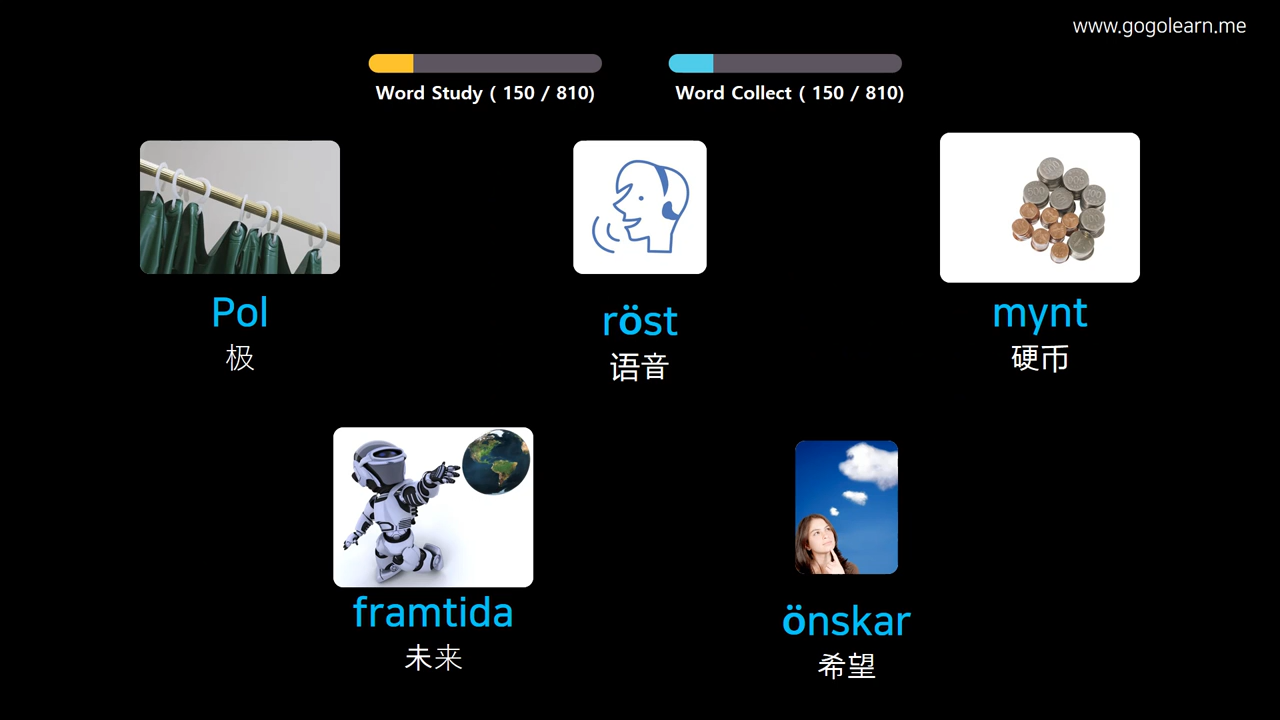 www.gogolearn.me
Word Study ( 150 / 810)
Word Collect ( 150 / 810)
Pol
极
röst
语音
mynt
硬币
framtida
未来
önskar
希望